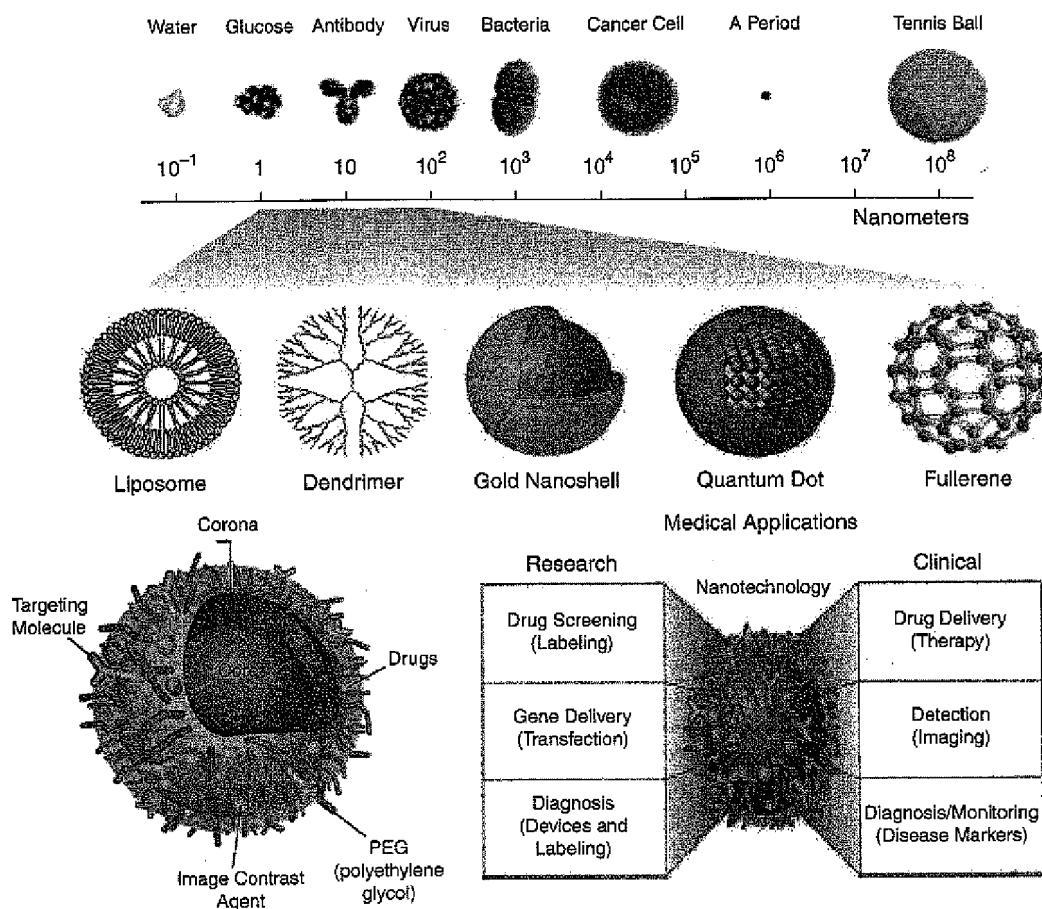 Water Glucose Antibody Virus Bacteria Cancer Cell A Period Tennis Ball
10⁻¹ 1 10 10² 10³ 10⁴ 10⁵ 10⁶ 10⁷ 10⁸
Nanometers
Liposome Dendrimer Gold Nanoshell Quantum Dot Fullerene
Corona
Targeting
Molecule
Core
Drugs
PEG
(polyethylene
glycol)
Image Contrast
Agent
Medical Applications
Research Nanotechnology Clinical
Drug Screening
(Labeling)
Drug Delivery
(Therapy)
Gene Delivery
(Transfection)
Detection
(Imaging)
Diagnosis
(Devices and
Labeling)
Diagnosis/Monitoring
(Disease Markers)